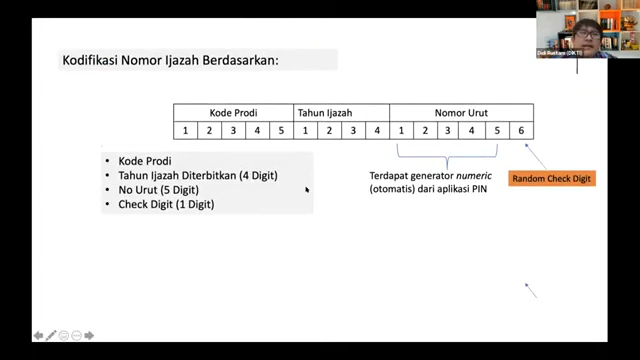 Didi Rustam (DIKTI)
Kodifikasi Nomor Ijazah Berdasarkan:
Kode Prodi Tahun Ijazah Nomor Urut
1 2 3 4 5 1 2 3 4 1 2 3 4 5 6
• Kode Prodi
• Tahun Ijazah Diterbitkan (4 Digit)
• No Urut (5 Digit)
• Check Digit (1 Digit)
Terdapat generator numeric
(otomatis) dari aplikasi PIN
Random Check Digit